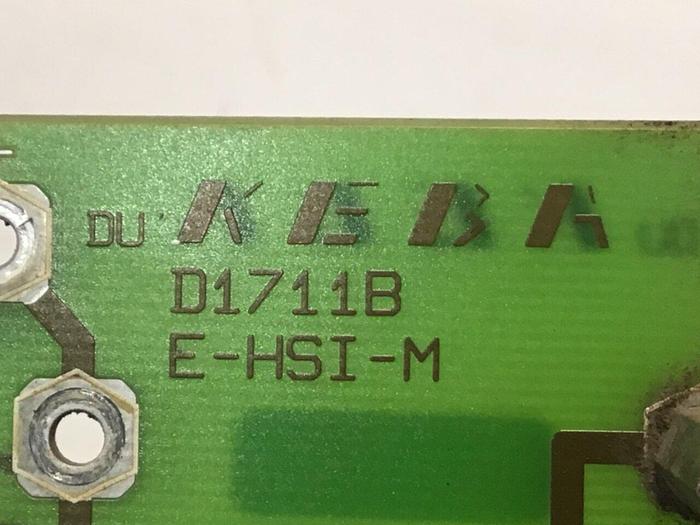 DU' KEBA
D1711B
E-HSI-M